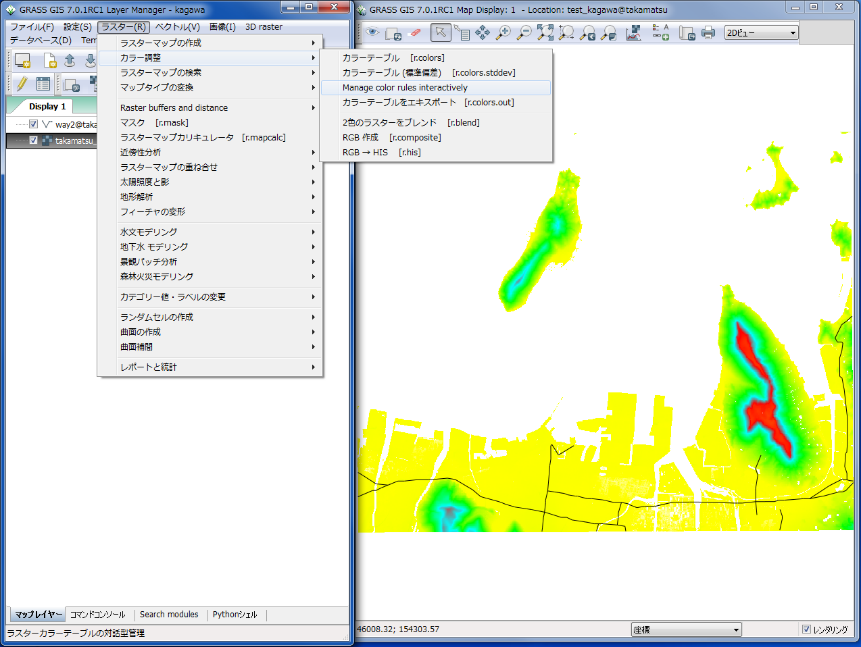 GRASS GIS 7.0.1RC1 Layer Manager - kagawa
ファイル(F) 設定(S) ラスター(R) ベクトル(V) 画像(I) 3D raster
データベース(D) Tem
Display 1
way2@taka
takamatsu_
ラスターマップの作成
カラー調整
ラスターマップの検索
マップタイプの変換
Raster buffers and distance
マスク [r.mask]
ラスターマップカリキュレータ [r.mapcalc]
近傍性分析
ラスターマップの重ね合せ
太陽照度と影
地形解析
フィーチャの変形
水文モデリング
地下水 モデリング
景観パッチ分析
森林火災モデリング
カテゴリー値・ラベルの変更
ランダムセルの作成
曲面の作成
曲面補間
レポートと統計
カラーテーブル [r.colors]
カラーテーブル (標準偏差) [r.colors.stddev]
Manage color rules interactively
カラーテーブルをエキスポート [r.colors.out]
2色のラスターをブレンド [r.blend]
RGB 作成 [r.composite]
RGB → HIS [r.his]
マップレイヤー コマンドコンソール Search modules Pythonシェル
ラスターカラーテーブルの対話型管理
GRASS GIS 7.0.1RC1 Map Display: 1 - Location: test_kagawa@takamatsu
2Dビュー
46008.32; 154303.57
座標
レンダリング